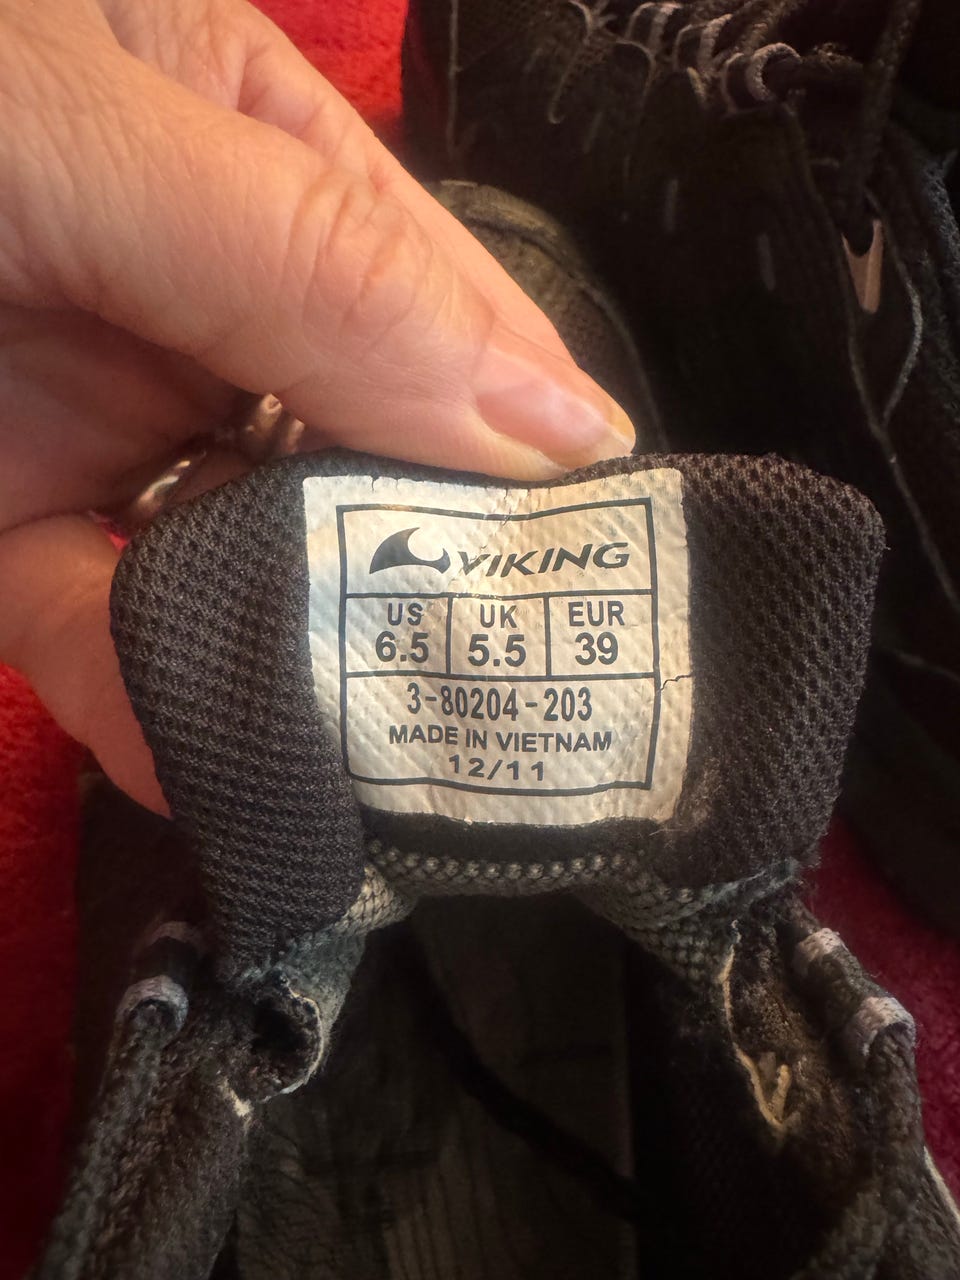 VIKING
US UK EUR
6.5 5.5 39
3-80204-203
MADE IN VIETNAM
12/11